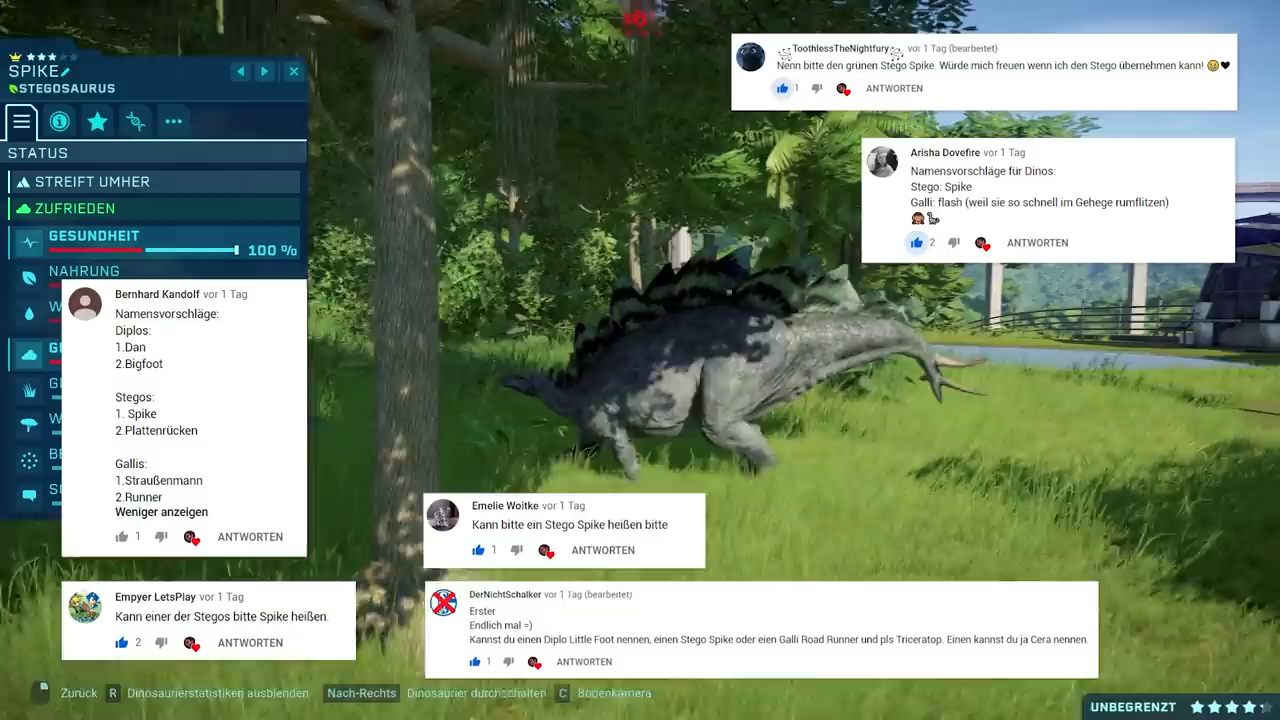 SPIKE
STEGOSAURUS
STATUS
STREIFT UMHER
ZUFRIEDEN
GESUNDHEIT
100 %
NAHRUNG
Bernhard Kandolf vor 1 Tag
Namensvorschläge:
Diplos:
1.Dan
2.Bigfoot
Stegos:
1. Spike
2.Plattenrücken
Gallis:
1.Straußenmann
2.Runner
Weniger anzeigen
1 ANTWORTEN
Empyer LetsPlay vor 1 Tag
Kann einer der Stegos bitte Spike heißen.
2 ANTWORTEN
ToothlessTheNightfury vor 1 Tag (bearbeitet)
Nenn bitte den grünen Stego Spike. Würde mich freuen wenn ich den Stego übernehmen kann!
1 ANTWORTEN
Arisha Dovefire vor 1 Tag
Namensvorschläge für Dinos:
Stego: Spike
Galli: flash (weil sie so schnell im Gehege rumflitzen)
2 ANTWORTEN
Emelie Woitke vor 1 Tag
Kann bitte ein Stego Spike heißen bitte
1 ANTWORTEN
DerNichtSchalker vor 1 Tag (bearbeitet)
Erster
Endlich mal =)
Kannst du einen Diplo Little Foot nennen, einen Stego Spike oder eien Galli Road Runner und pls Triceratop. Einen kannst du ja Cera nennen.
1 ANTWORTEN
Zurück R Dinosaurierstatistiken ausblenden Nach-Rechts Dinosaurier durchschalten C Bodenkamera
UNBEGRENZT